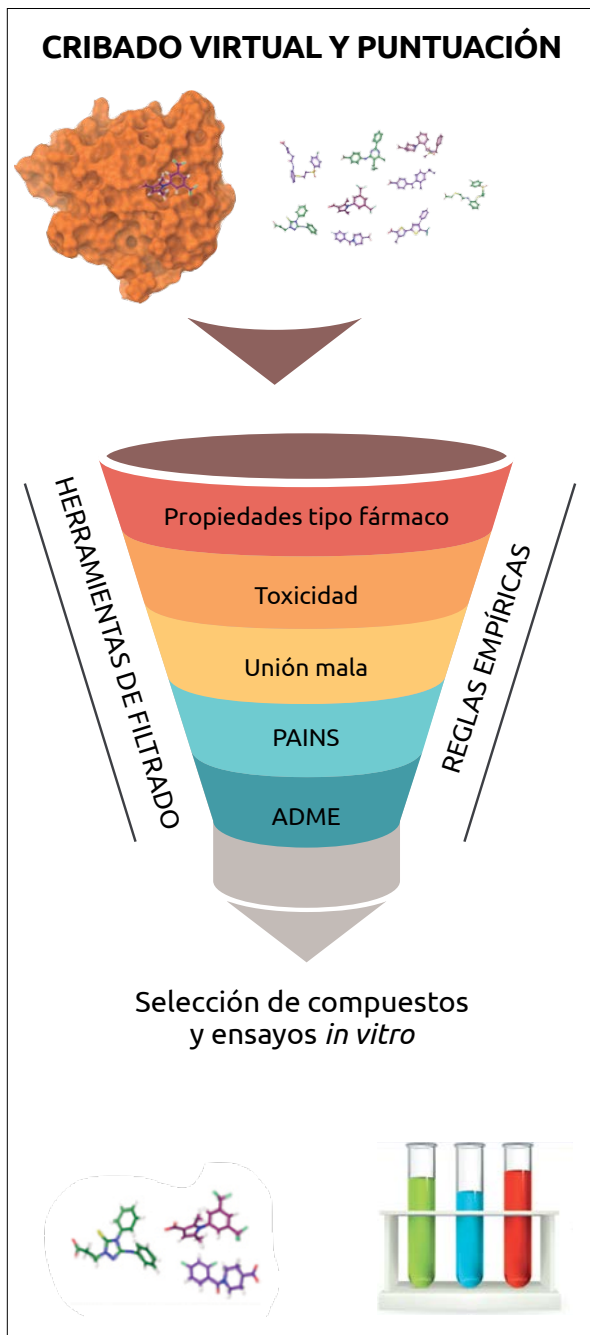 CRIBADO VIRTUAL Y PUNTUACIÓN
HERRAMIENTAS DE FILTRADO
Propiedades tipo fármaco
Toxicidad
Unión mala
PAINS
ADME
REGLAS EMPÍRICAS
Selección de compuestos
y ensayos in vitro